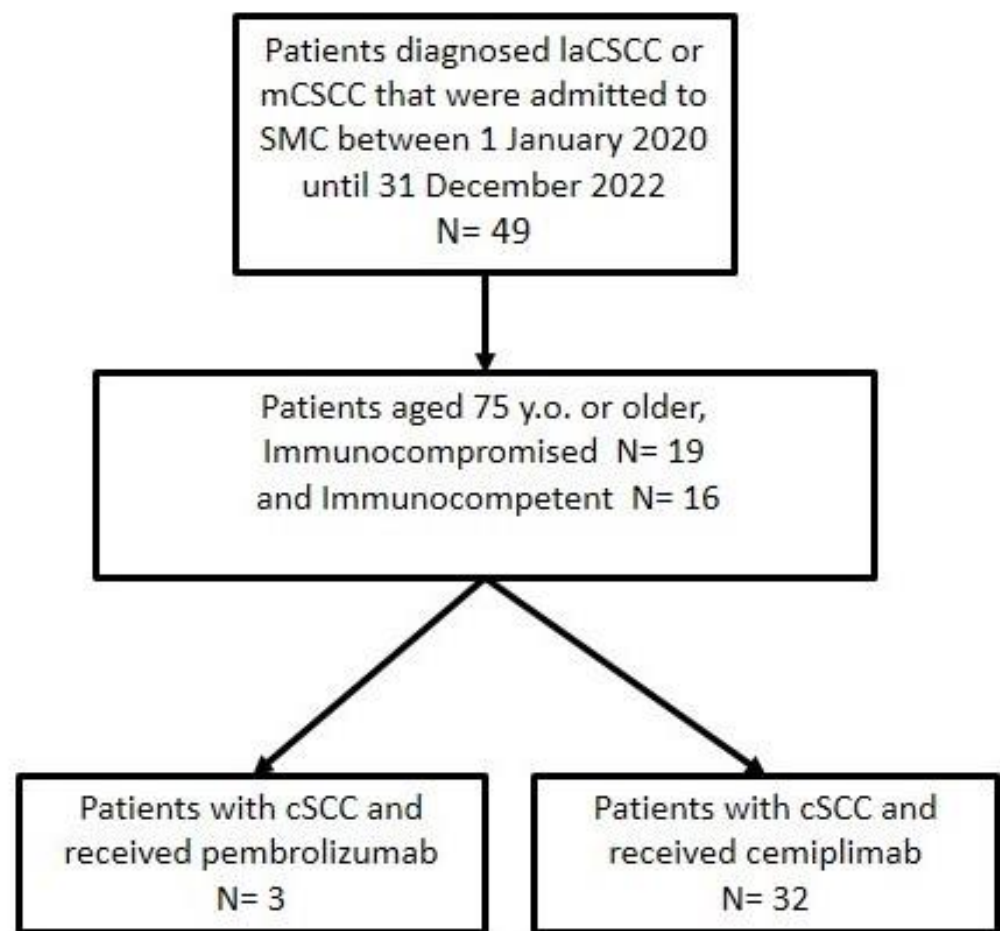 Patients diagnosed laCSCC or
mCSCC that were admitted to
SMC between 1 January 2020
until 31 December 2022
N= 49
Patients aged 75 y.o. or older,
Immunocompromised N= 19
and Immunocompetent N= 16
Patients with cSCC and
received pembrolizumab
N= 3
Patients with cSCC and
received cemiplimab
N= 32